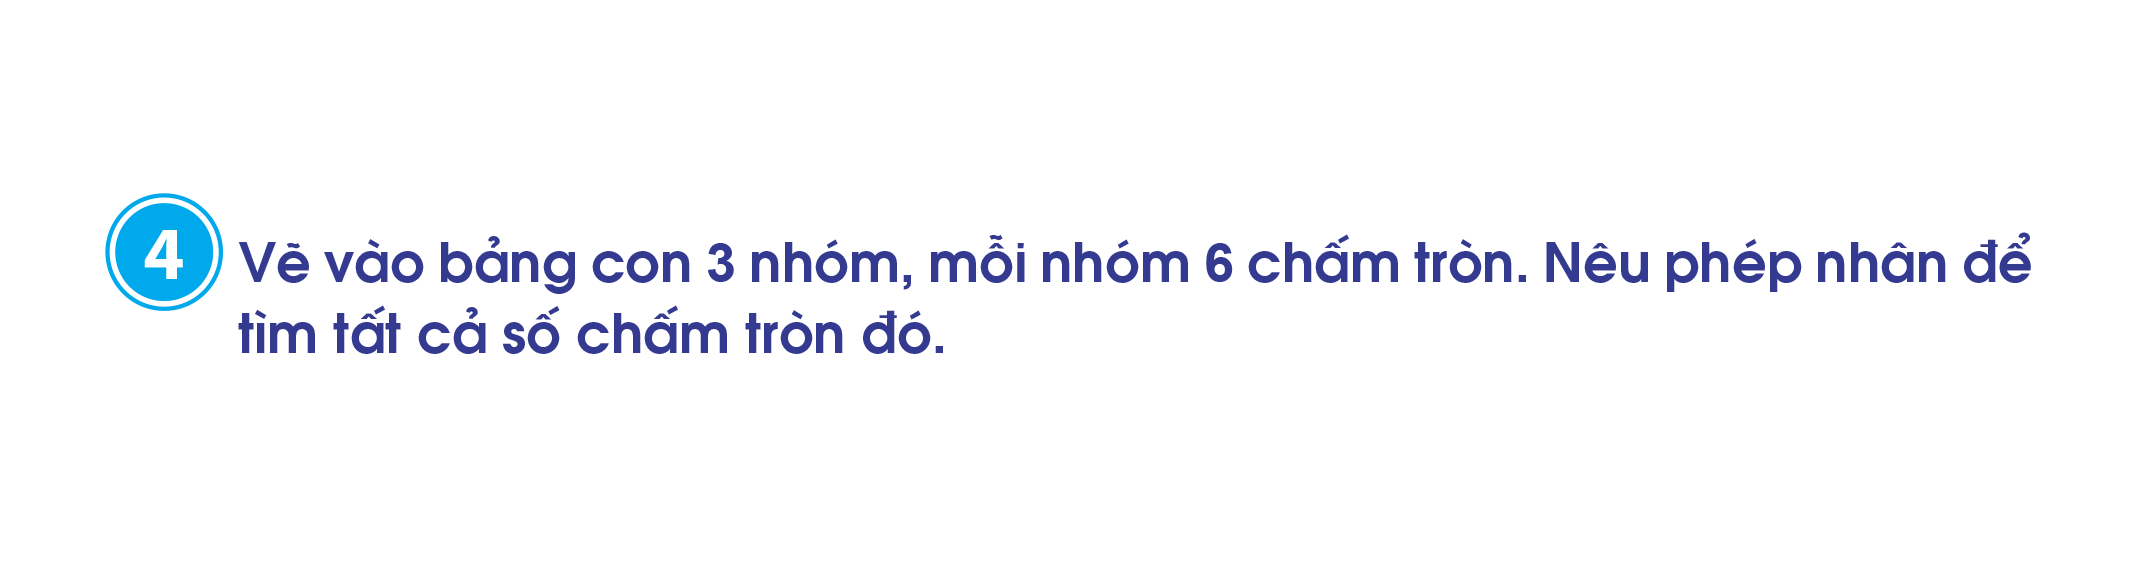 4 Vẽ vào bảng con 3 nhóm, mỗi nhóm 6 chấm tròn. Nêu phép nhân để
tìm tất cả số chấm tròn đó.